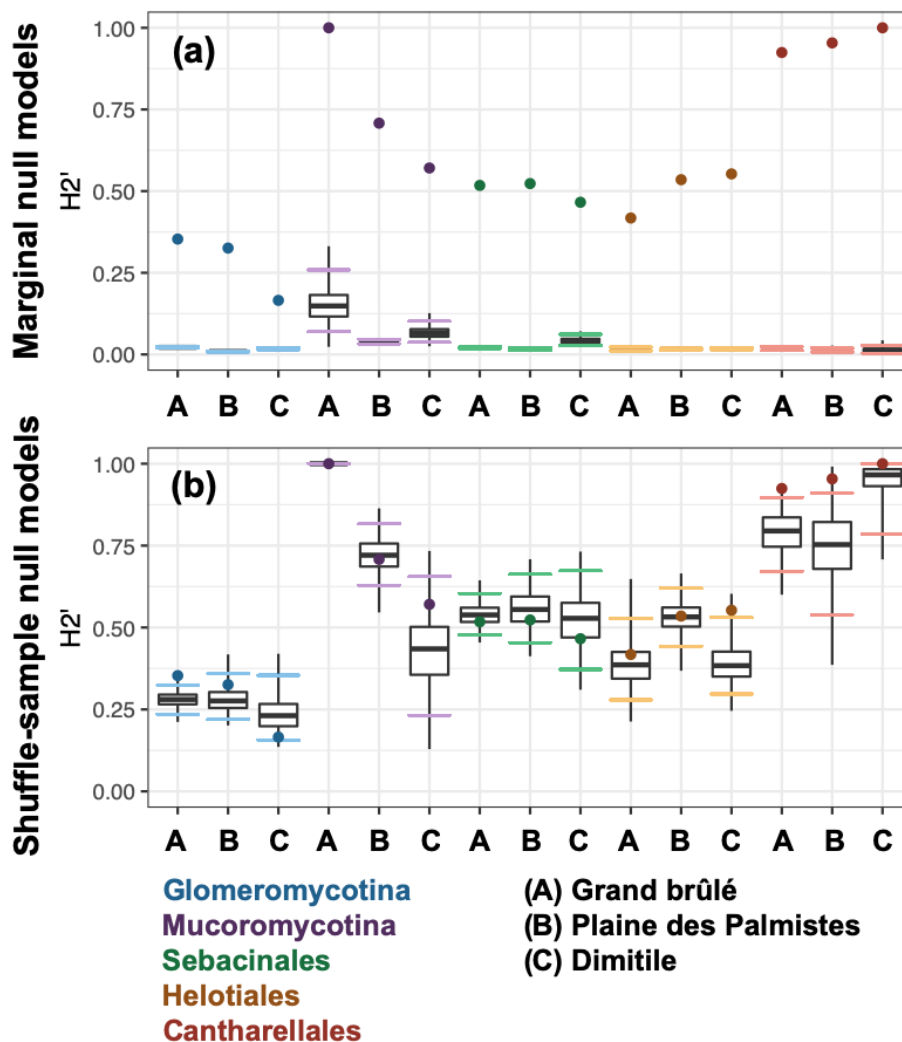 Marginal null models
H2'
(a)
1.00
0.75
0.50
0.25
0.00
A B C A B C A B C A B C A B C
Shuffle-sample null models
H2'
(b)
1.00
0.75
0.50
0.25
0.00
A B C A B C A B C A B C A B C
Glomeromycotina (A) Grand brûlé
Mucoromycotina (B) Plaine des Palmistes
Sebacinales (C) Dimitile
Helotiales
Cantharellales